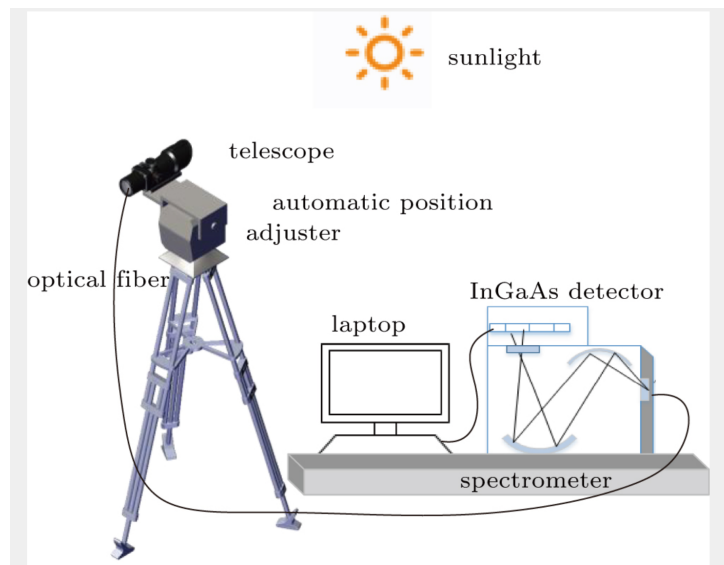 sunlight
telescope
automatic position
adjuster
optical fiber
InGaAs detector
laptop
spectrometer